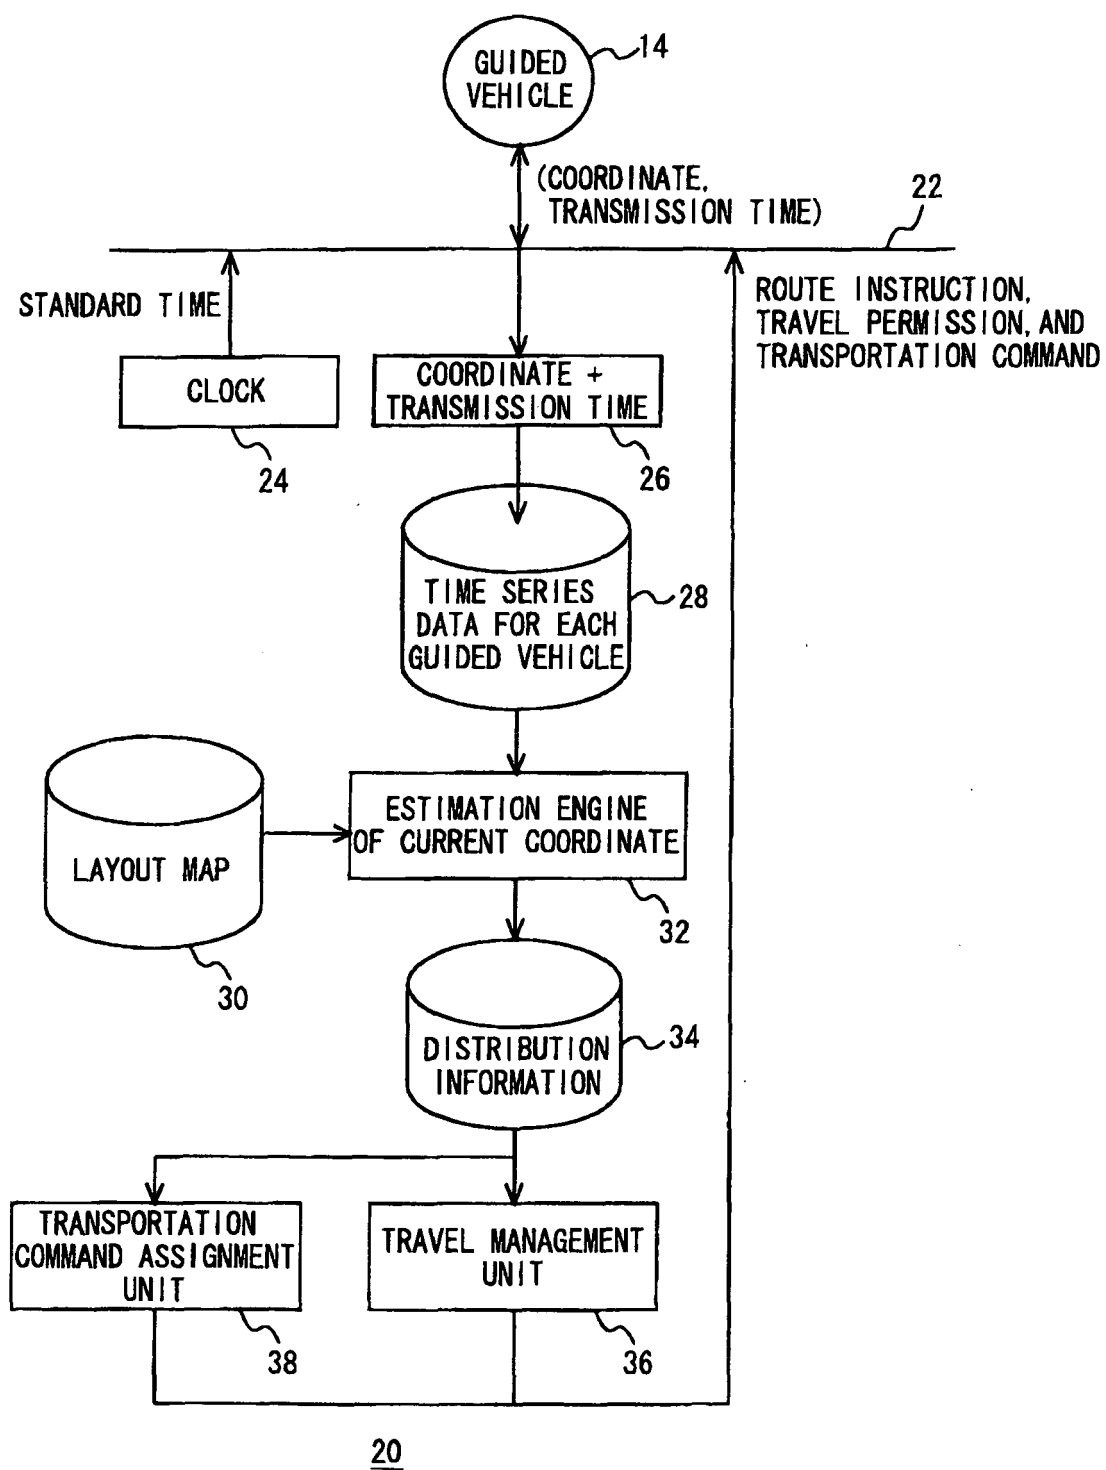 GUIDED
VEHICLE
14
(COORDINATE,
TRANSMISSION TIME)
22
STANDARD TIME
ROUTE INSTRUCTION,
TRAVEL PERMISSION, AND
TRANSPORTATION COMMAND
CLOCK
24
COORDINATE +
TRANSMISSION TIME
26
TIME SERIES
DATA FOR EACH
GUIDED VEHICLE
28
LAYOUT MAP
30
ESTIMATION ENGINE
OF CURRENT COORDINATE
32
DISTRIBUTION
INFORMATION
34
TRANSPORTATION
COMMAND ASSIGNMENT
UNIT
38
TRAVEL MANAGEMENT
UNIT
36
20